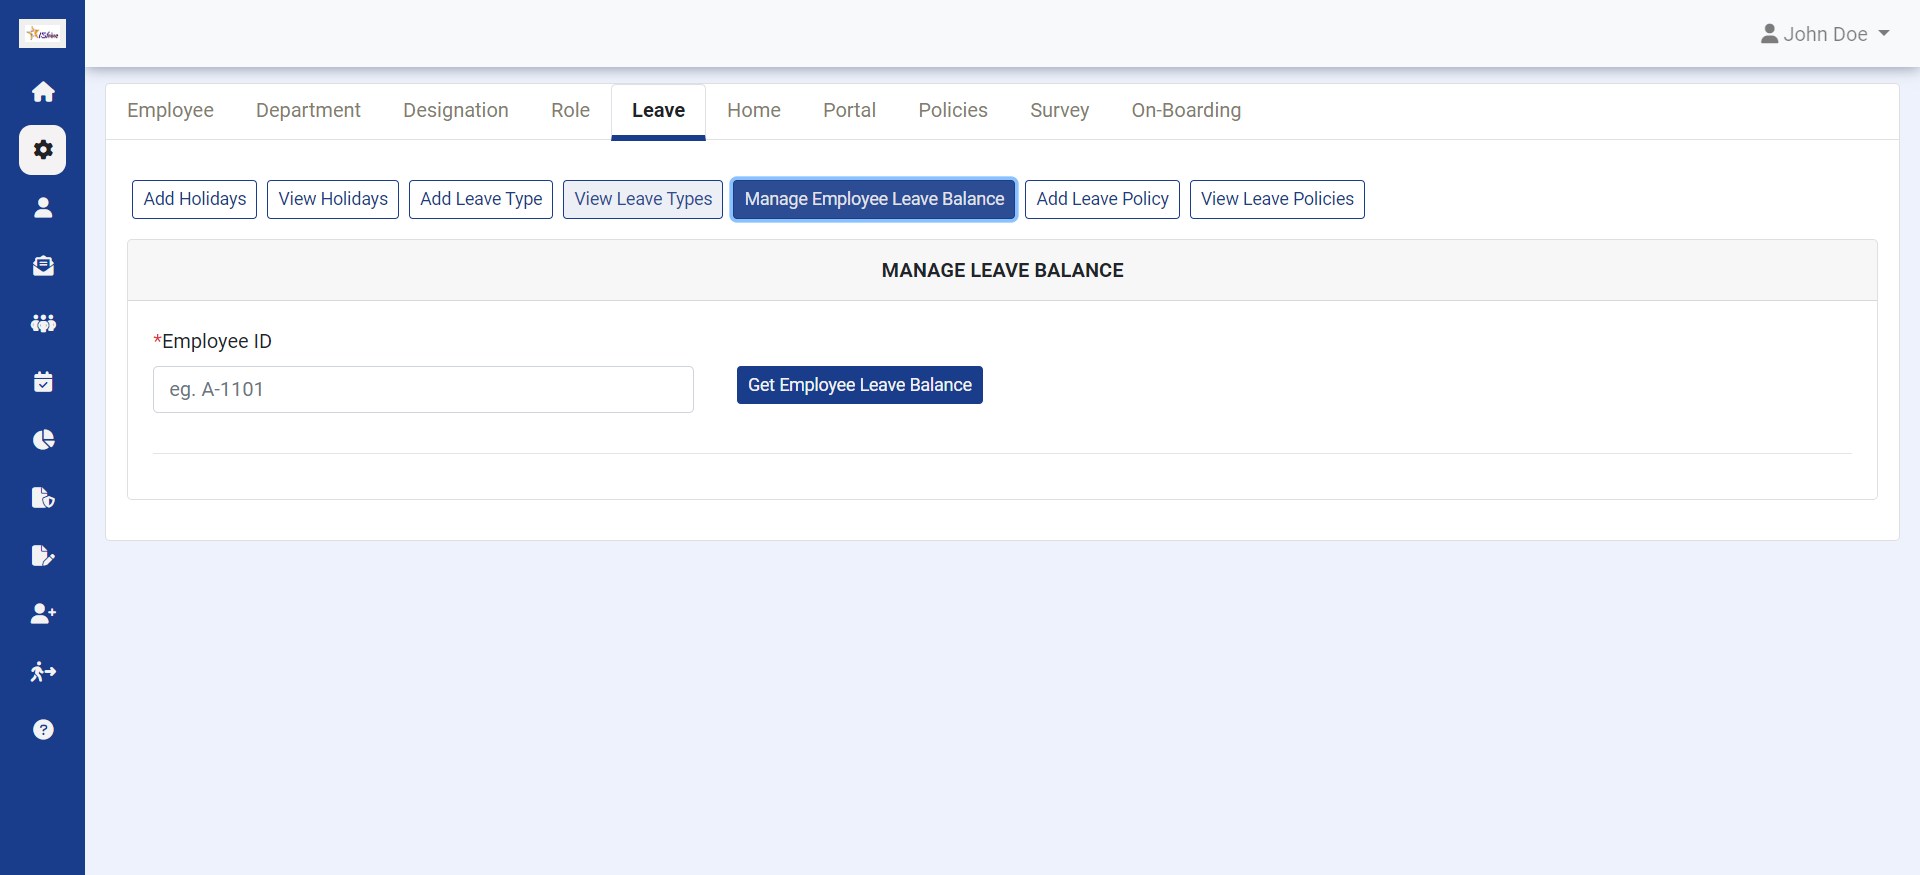 iShine
John Doe
Employee Department Designation Role Leave Home Portal Policies Survey On-Boarding
Add Holidays View Holidays Add Leave Type View Leave Types Manage Employee Leave Balance Add Leave Policy View Leave Policies
MANAGE LEAVE BALANCE
*Employee ID
eg. A-1101
Get Employee Leave Balance